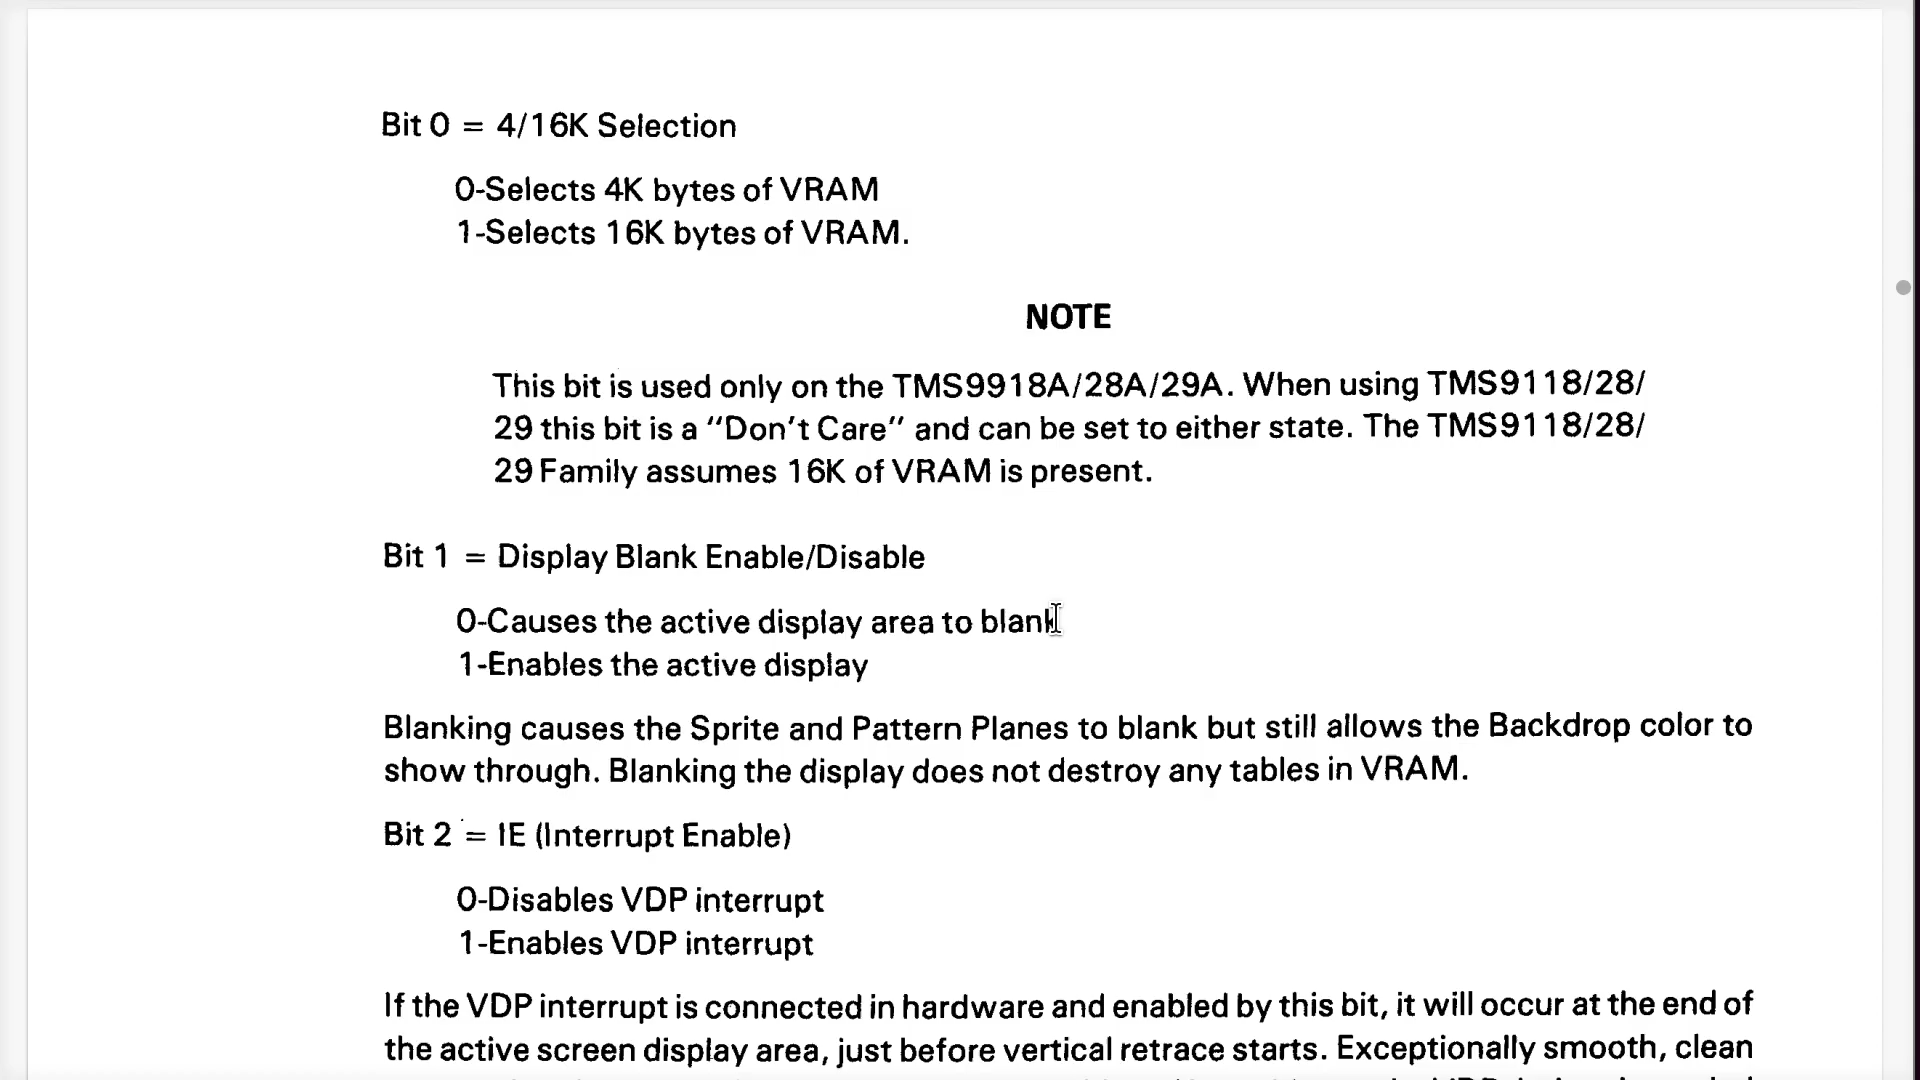 Bit 0 = 4/16K Selection
0-Selects 4K bytes of VRAM
1-Selects 16K bytes of VRAM.
NOTE
This bit is used only on the TMS9918A/28A/29A. When using TMS9118/28/
29 this bit is a "Don't Care" and can be set to either state. The TMS9118/28/
29 Family assumes 16K of VRAM is present.
Bit 1 = Display Blank Enable/Disable
0-Causes the active display area to blank
1-Enables the active display
Blanking causes the Sprite and Pattern Planes to blank but still allows the Backdrop color to
show through. Blanking the display does not destroy any tables in VRAM.
Bit 2 = IE (Interrupt Enable)
0-Disables VDP interrupt
1-Enables VDP interrupt
If the VDP interrupt is connected in hardware and enabled by this bit, it will occur at the end of
the active screen display area, just before vertical retrace starts. Exceptionally smooth, clean